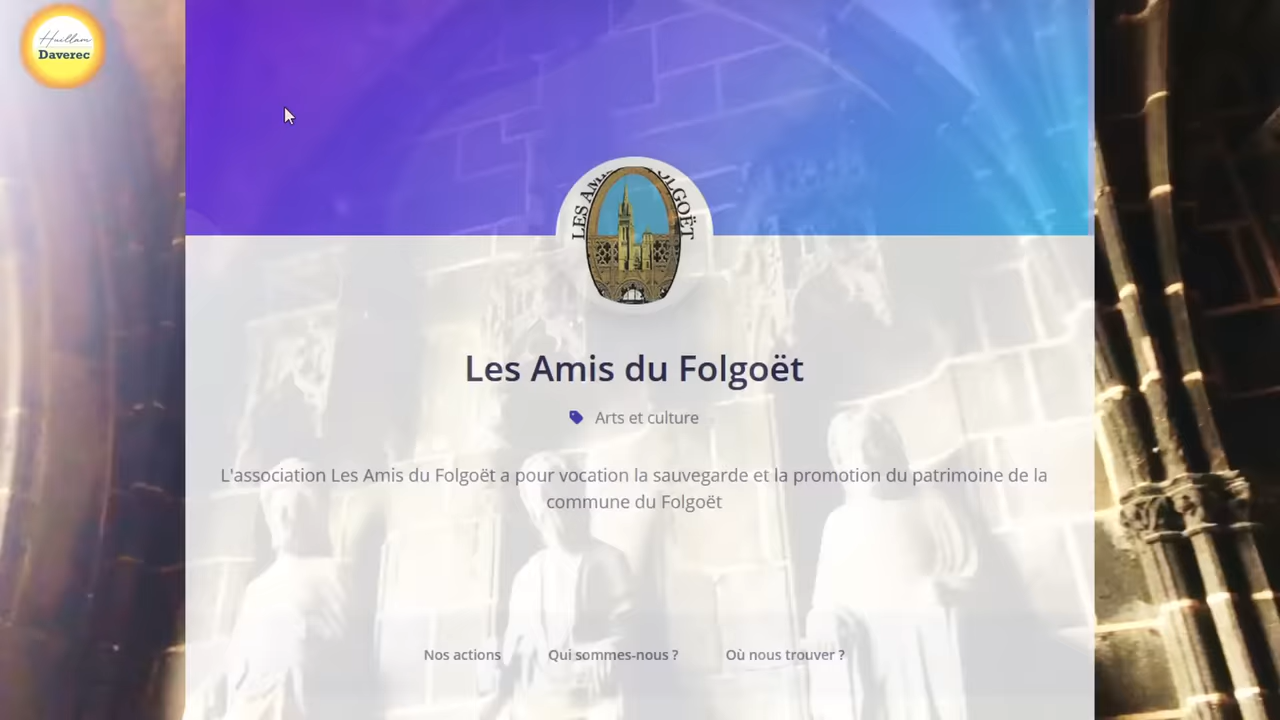 Huillam
Daverec
LES AMIS FOLGOËT
Les Amis du Folgoët
Arts et culture
L'association Les Amis du Folgoët a pour vocation la sauvegarde et la promotion du patrimoine de la
commune du Folgoët
Nos actions Qui sommes-nous ? Où nous trouver ?